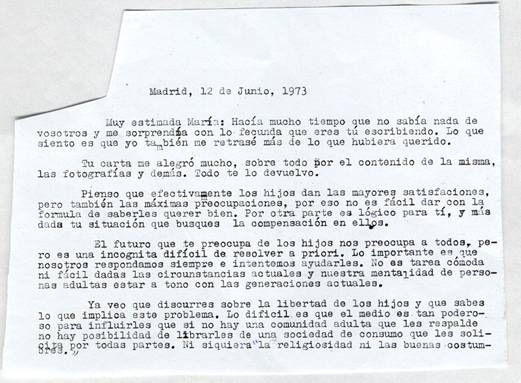 Madrid, 12 de Junio, 1973
Muy estimada María: Hacía mucho tiempo que no sabía nada de
vosotros y me sorprendía con lo fecunda que eres tú escribiendo. Lo que
siento es que yo también me retrasé más de lo que hubiera querido.
Tu carta me alegró mucho, sobre todo por el contenido de la misma,
las fotografías y demás. Todo te lo devuelvo.
Pienso que efectivamente los hijos dan las mayores satisfacciones,
pero también las máximas preocupaciones, por eso no es fácil dar con la
formula de saberles querer bien. Por otra parte es lógico para tí, y más
dada tu situación que busques la compensación en ellos.
El futuro que te preocupa de los hijos nos preocupa a todos, pe-
ro es una incognita difícil de resolver a priori. Lo importante es que
nosotros respondamos siempre e intentemos ayudarles. No es tarea cómoda
ni fácil dadas las circunstancias actuales y nuestra mentalidad de perso-
nas adultas estar a tono con las generaciones actuales.
Ya veo que discurres sobre la libertad de los hijos y que sabes
lo que implica este problema. Lo dificil es que el medio es tan podero-
so para influirles que si no hay una comunidad adulta que les respalde
no hay posibilidad de librarles de una sociedad de consumo que les soli-
cita por todas partes. Ni siquiera "la religiosidad ni las buenas costum-
bres."